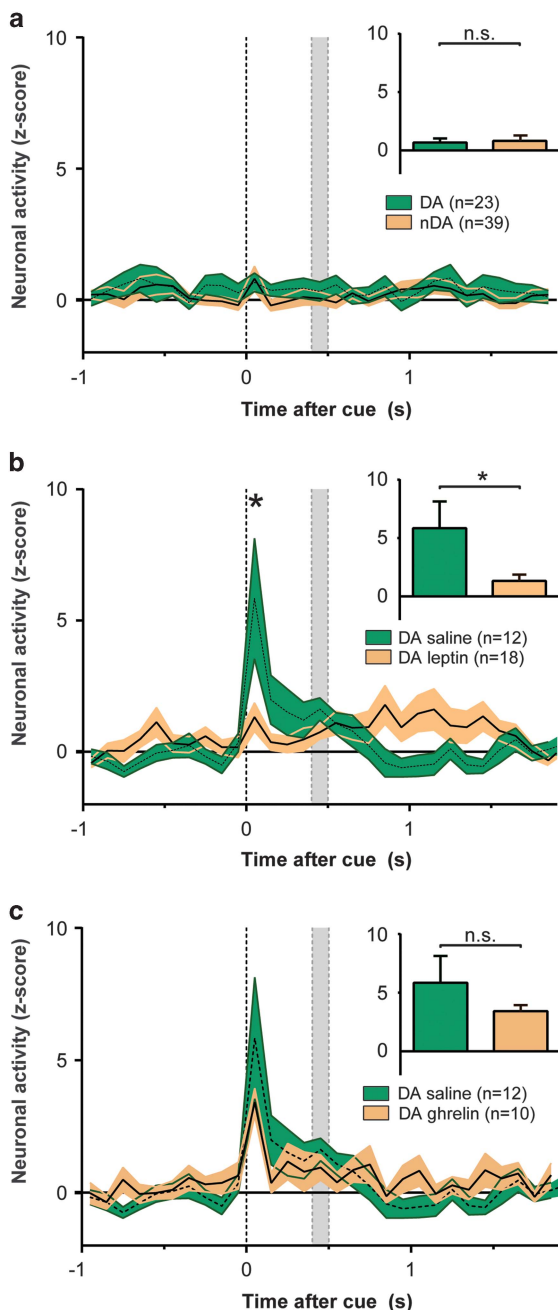 a
Neuronal activity (z-score)
10
5
0
-1
0
1
Time after cue (s)
10
5
0
n.s.
DA (n=23)
nDA (n=39)
b
Neuronal activity (z-score)
10
5
0
-1
0
1
Time after cue (s)
*
10
5
0
*
DA saline (n=12)
DA leptin (n=18)
c
Neuronal activity (z-score)
10
5
0
-1
0
1
Time after cue (s)
10
5
0
n.s.
DA saline (n=12)
DA ghrelin (n=10)